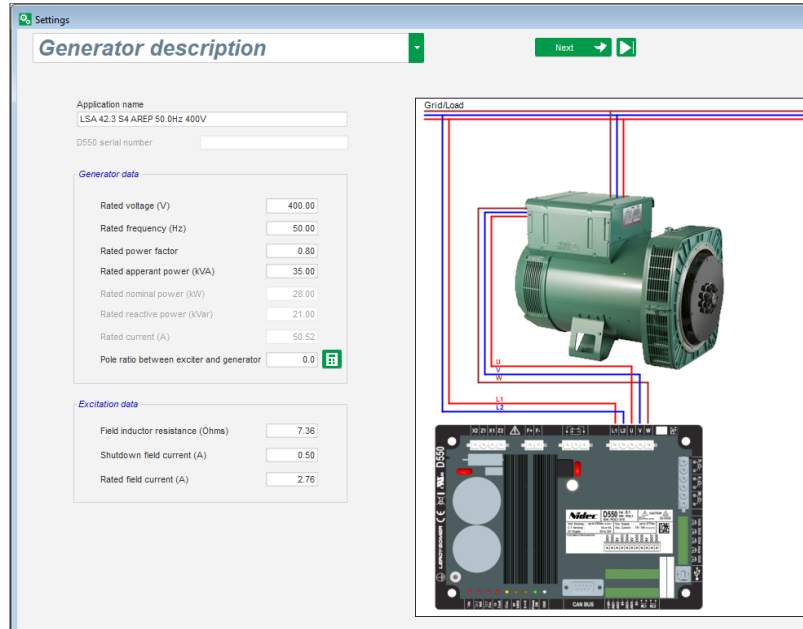 Settings
Generator description
Next
Application name
LSA 42.3 S4 AREP 50.0Hz 400V
D550 serial number
Generator data
Rated voltage (V) 400.00
Rated frequency (Hz) 50.00
Rated power factor 0.80
Rated apperant power (kVA) 35.00
Rated nominal power (kW) 28.00
Rated reactive power (kVar) 21.00
Rated current (A) 50.52
Pole ratio between exciter and generator 0.0
Excitation data
Field inductor resistance (Ohms) 7.36
Shutdown field current (A) 0.50
Rated field current (A) 2.76
Grid/Load
U
V
W
L1
L2
X2 Z1 X1 Z2 F+ F- L1 L2 U V W
D550
Nidec D550
CAUTION
LEROY-SOMER
CAN BUS